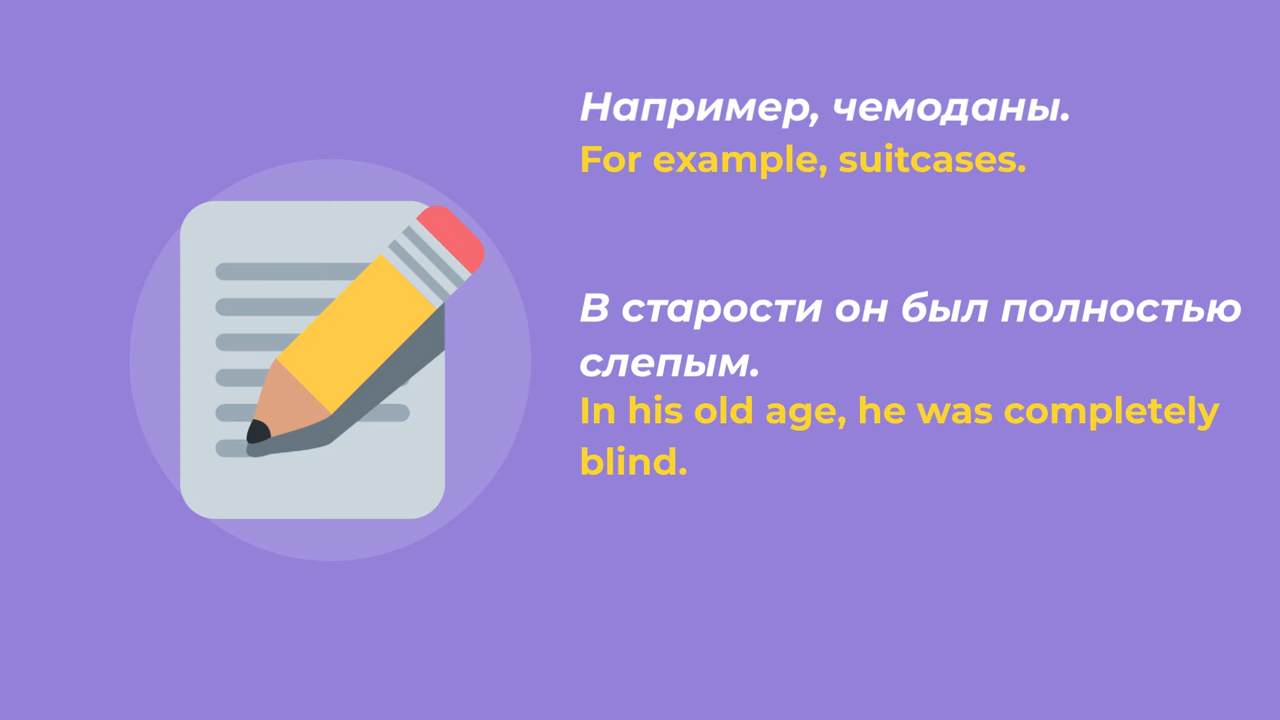 Например, чемоданы.
For example, suitcases.
В старости он был полностью
слепым.
In his old age, he was completely
blind.